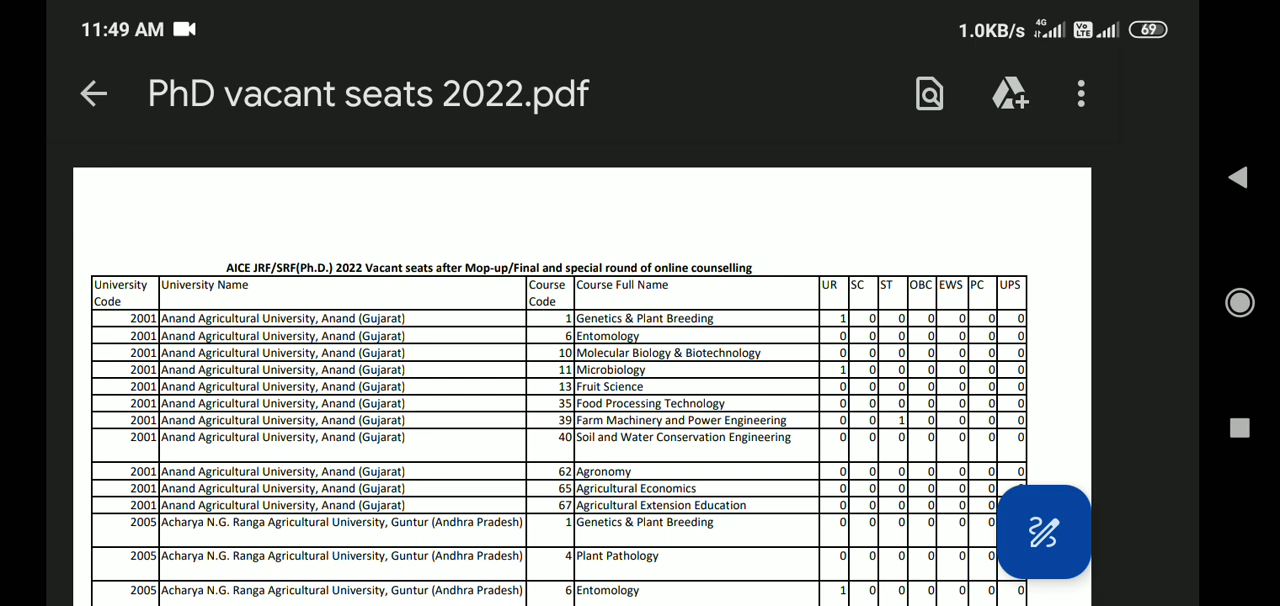 11:49 AM 1.0KB/s 4G Vo LTE 69
PhD vacant seats 2022.pdf
AICE JRF/SRF(Ph.D.) 2022 Vacant seats after Mop-up/Final and special round of online counselling
University Code University Name Course Code Course Full Name UR SC ST OBC EWS PC UPS
2001 Anand Agricultural University, Anand (Gujarat) 1 Genetics & Plant Breeding 1 0 0 0 0 0 0
2001 Anand Agricultural University, Anand (Gujarat) 6 Entomology 0 0 0 0 0 0 0
2001 Anand Agricultural University, Anand (Gujarat) 10 Molecular Biology & Biotechnology 0 0 0 0 0 0 0
2001 Anand Agricultural University, Anand (Gujarat) 11 Microbiology 1 0 0 0 0 0 0
2001 Anand Agricultural University, Anand (Gujarat) 13 Fruit Science 0 0 0 0 0 0 0
2001 Anand Agricultural University, Anand (Gujarat) 35 Food Processing Technology 0 0 0 0 0 0 0
2001 Anand Agricultural University, Anand (Gujarat) 39 Farm Machinery and Power Engineering 0 0 1 0 0 0 0
2001 Anand Agricultural University, Anand (Gujarat) 40 Soil and Water Conservation Engineering 0 0 0 0 0 0 0
2001 Anand Agricultural University, Anand (Gujarat) 62 Agronomy 0 0 0 0 0 0 0
2001 Anand Agricultural University, Anand (Gujarat) 65 Agricultural Economics 0 0 0 0 0 0
2001 Anand Agricultural University, Anand (Gujarat) 67 Agricultural Extension Education 0 0 0 0 0 0
2005 Acharya N.G. Ranga Agricultural University, Guntur (Andhra Pradesh) 1 Genetics & Plant Breeding 0 0 0 0 0 0
2005 Acharya N.G. Ranga Agricultural University, Guntur (Andhra Pradesh) 4 Plant Pathology 0 0 0 0 0 0
2005 Acharya N.G. Ranga Agricultural University, Guntur (Andhra Pradesh) 6 Entomology 1 0 0 0 0 0 0